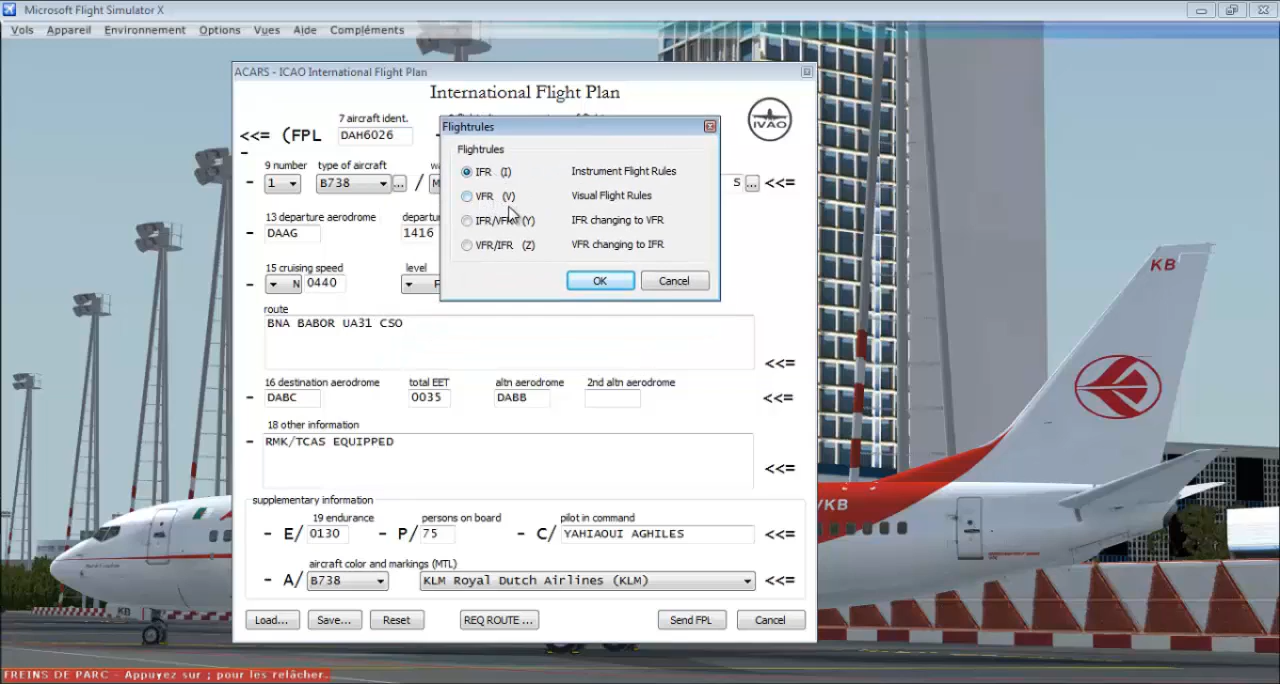 Microsoft Flight Simulator X
Vols Appareil Environnement Options Vues Aide Compléments
ACARS - ICAO International Flight Plan
International Flight Plan
IVAO
7 aircraft ident.
<<= (FPL DAH6026 -
-
9 number type of aircraft
- 1 B738 ... / S ... <<=
13 departure aerodrome
- DAAG 1416
15 cruising speed level
- N 0440
Flightrules
Flightrules
IFR (I) Instrument Flight Rules
VFR (V) Visual Flight Rules
IFR/VFR (Y) IFR changing to VFR
VFR/IFR (Z) VFR changing to IFR
OK Cancel
route
BNA BABOR UA31 CSO
<<=
16 destination aerodrome total EET altn aerodrome 2nd altn aerodrome
- DABC 0035 DABB <<=
18 other information
- RMK/TCAS EQUIPPED
<<=
supplementary information
19 endurance persons on board pilot in command
- E/ 0130 - P/ 75 - C/ YAHIAOUI AGHILES <<=
aircraft color and markings (MTL)
- A/ B738 KLM Royal Dutch Airlines (KLM) <<=
Load... Save... Reset REQ ROUTE ... Send FPL Cancel
KB
VKB
KB
FREINS DE PARC - Appuyez sur ; pour les relâcher.